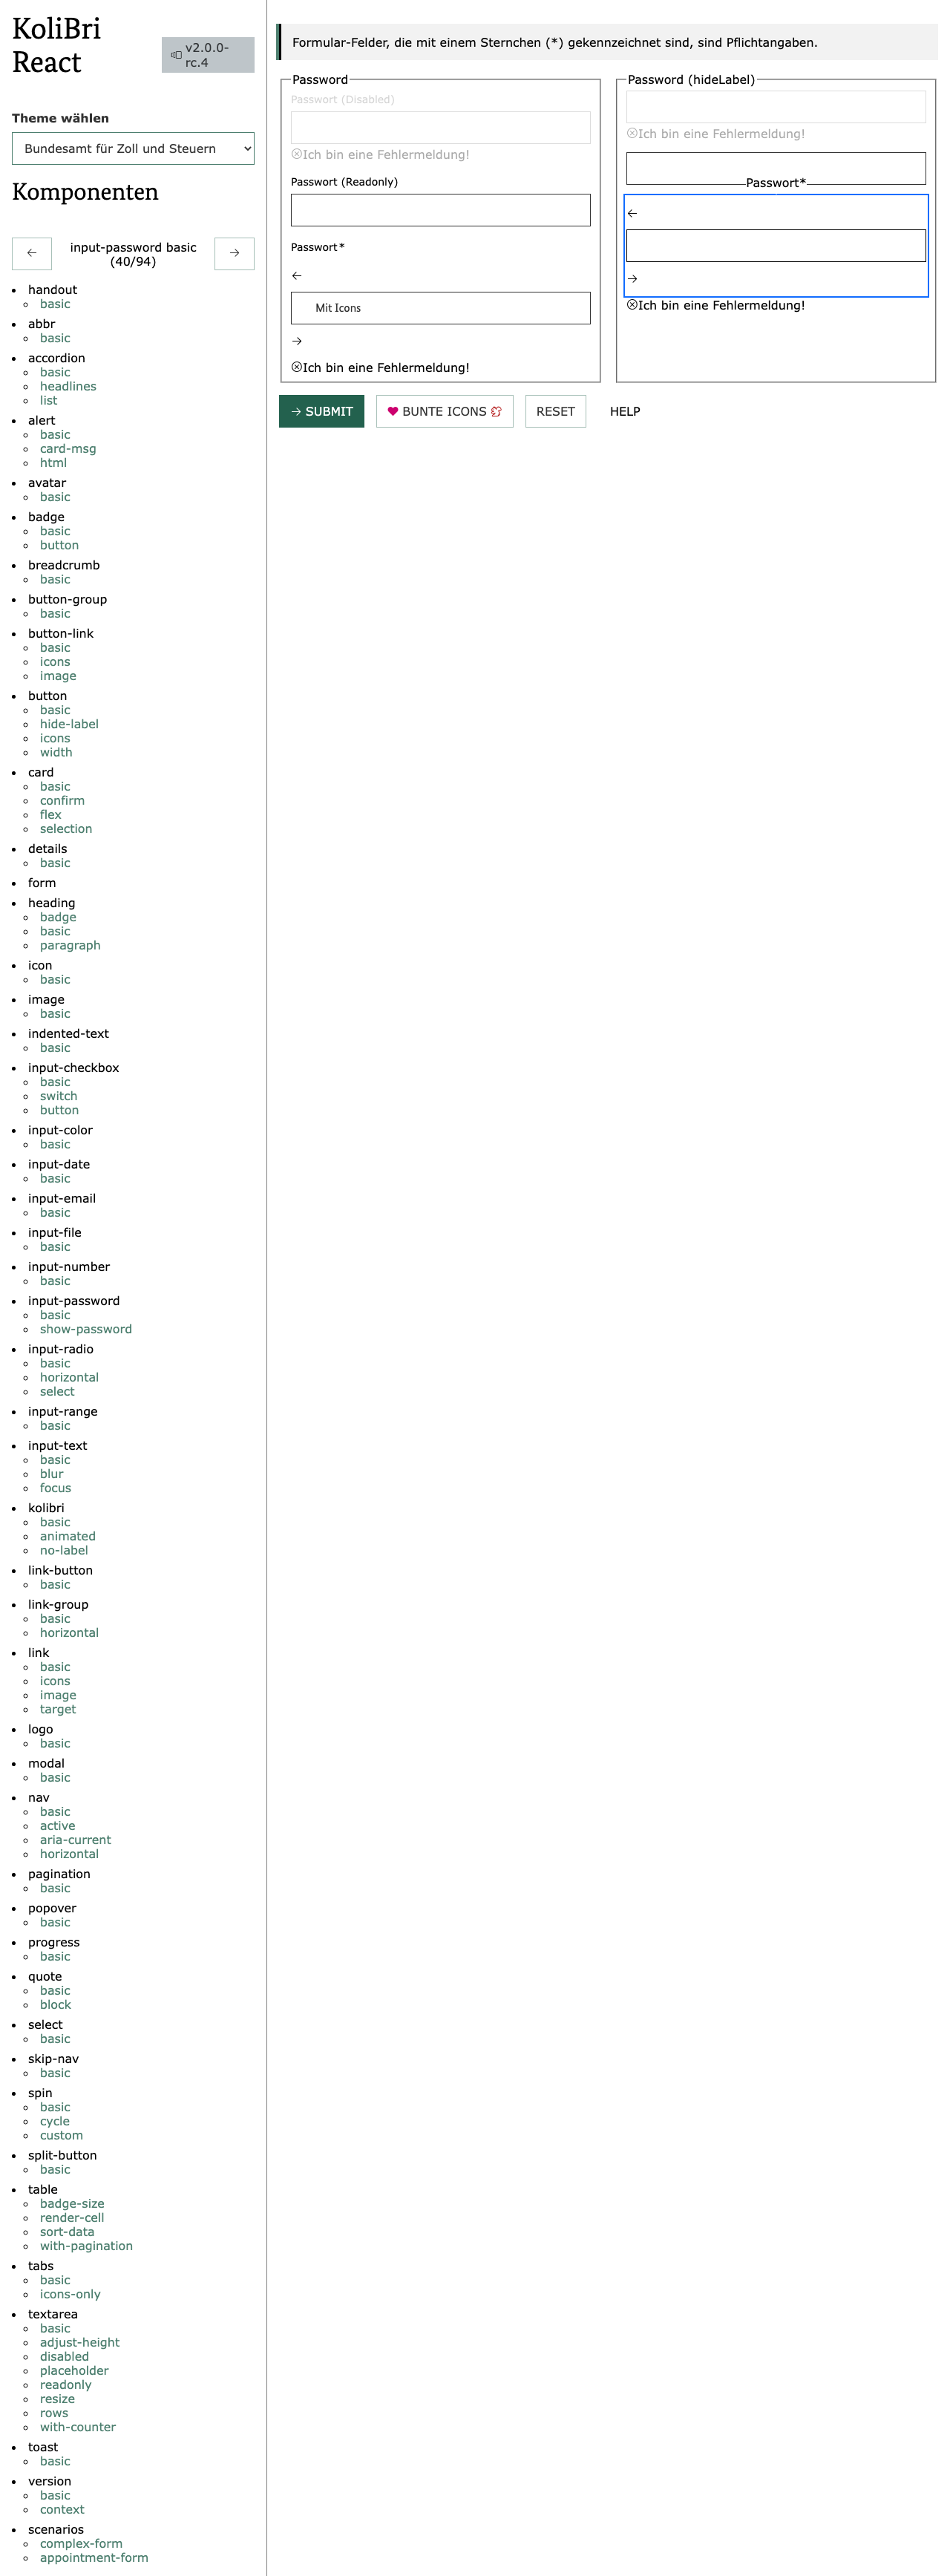 KoliBri
React
v2.0.0-
rc.4
Theme wählen
Bundesamt für Zoll und Steuern
Komponenten
←
input-password basic
(40/94)
→
handout
basic
abbr
basic
accordion
basic
headlines
list
alert
basic
card-msg
html
avatar
basic
badge
basic
button
breadcrumb
basic
button-group
basic
button-link
basic
icons
image
button
basic
hide-label
icons
width
card
basic
confirm
flex
selection
details
basic
form
heading
badge
basic
paragraph
icon
basic
image
basic
indented-text
basic
input-checkbox
basic
switch
button
input-color
basic
input-date
basic
input-email
basic
input-file
basic
input-number
basic
input-password
basic
show-password
input-radio
basic
horizontal
select
input-range
basic
input-text
basic
blur
focus
kolibri
basic
animated
no-label
link-button
basic
link-group
basic
horizontal
link
basic
icons
image
target
logo
basic
modal
basic
nav
basic
active
aria-current
horizontal
pagination
basic
popover
basic
progress
basic
quote
basic
block
select
basic
skip-nav
basic
spin
basic
cycle
custom
split-button
basic
table
badge-size
render-cell
sort-data
with-pagination
tabs
basic
icons-only
textarea
basic
adjust-height
disabled
placeholder
readonly
resize
rows
with-counter
toast
basic
version
basic
context
scenarios
complex-form
appointment-form
Formular-Felder, die mit einem Sternchen (*) gekennzeichnet sind, sind Pflichtangaben.
Password
Passwort (Disabled)
Ich bin eine Fehlermeldung!
Passwort (Readonly)
Passwort*
←
Mit Icons
→
Ich bin eine Fehlermeldung!
Password (hideLabel)
Ich bin eine Fehlermeldung!
Passwort*
←
→
Ich bin eine Fehlermeldung!
→ SUBMIT
BUNTE ICONS
RESET
HELP